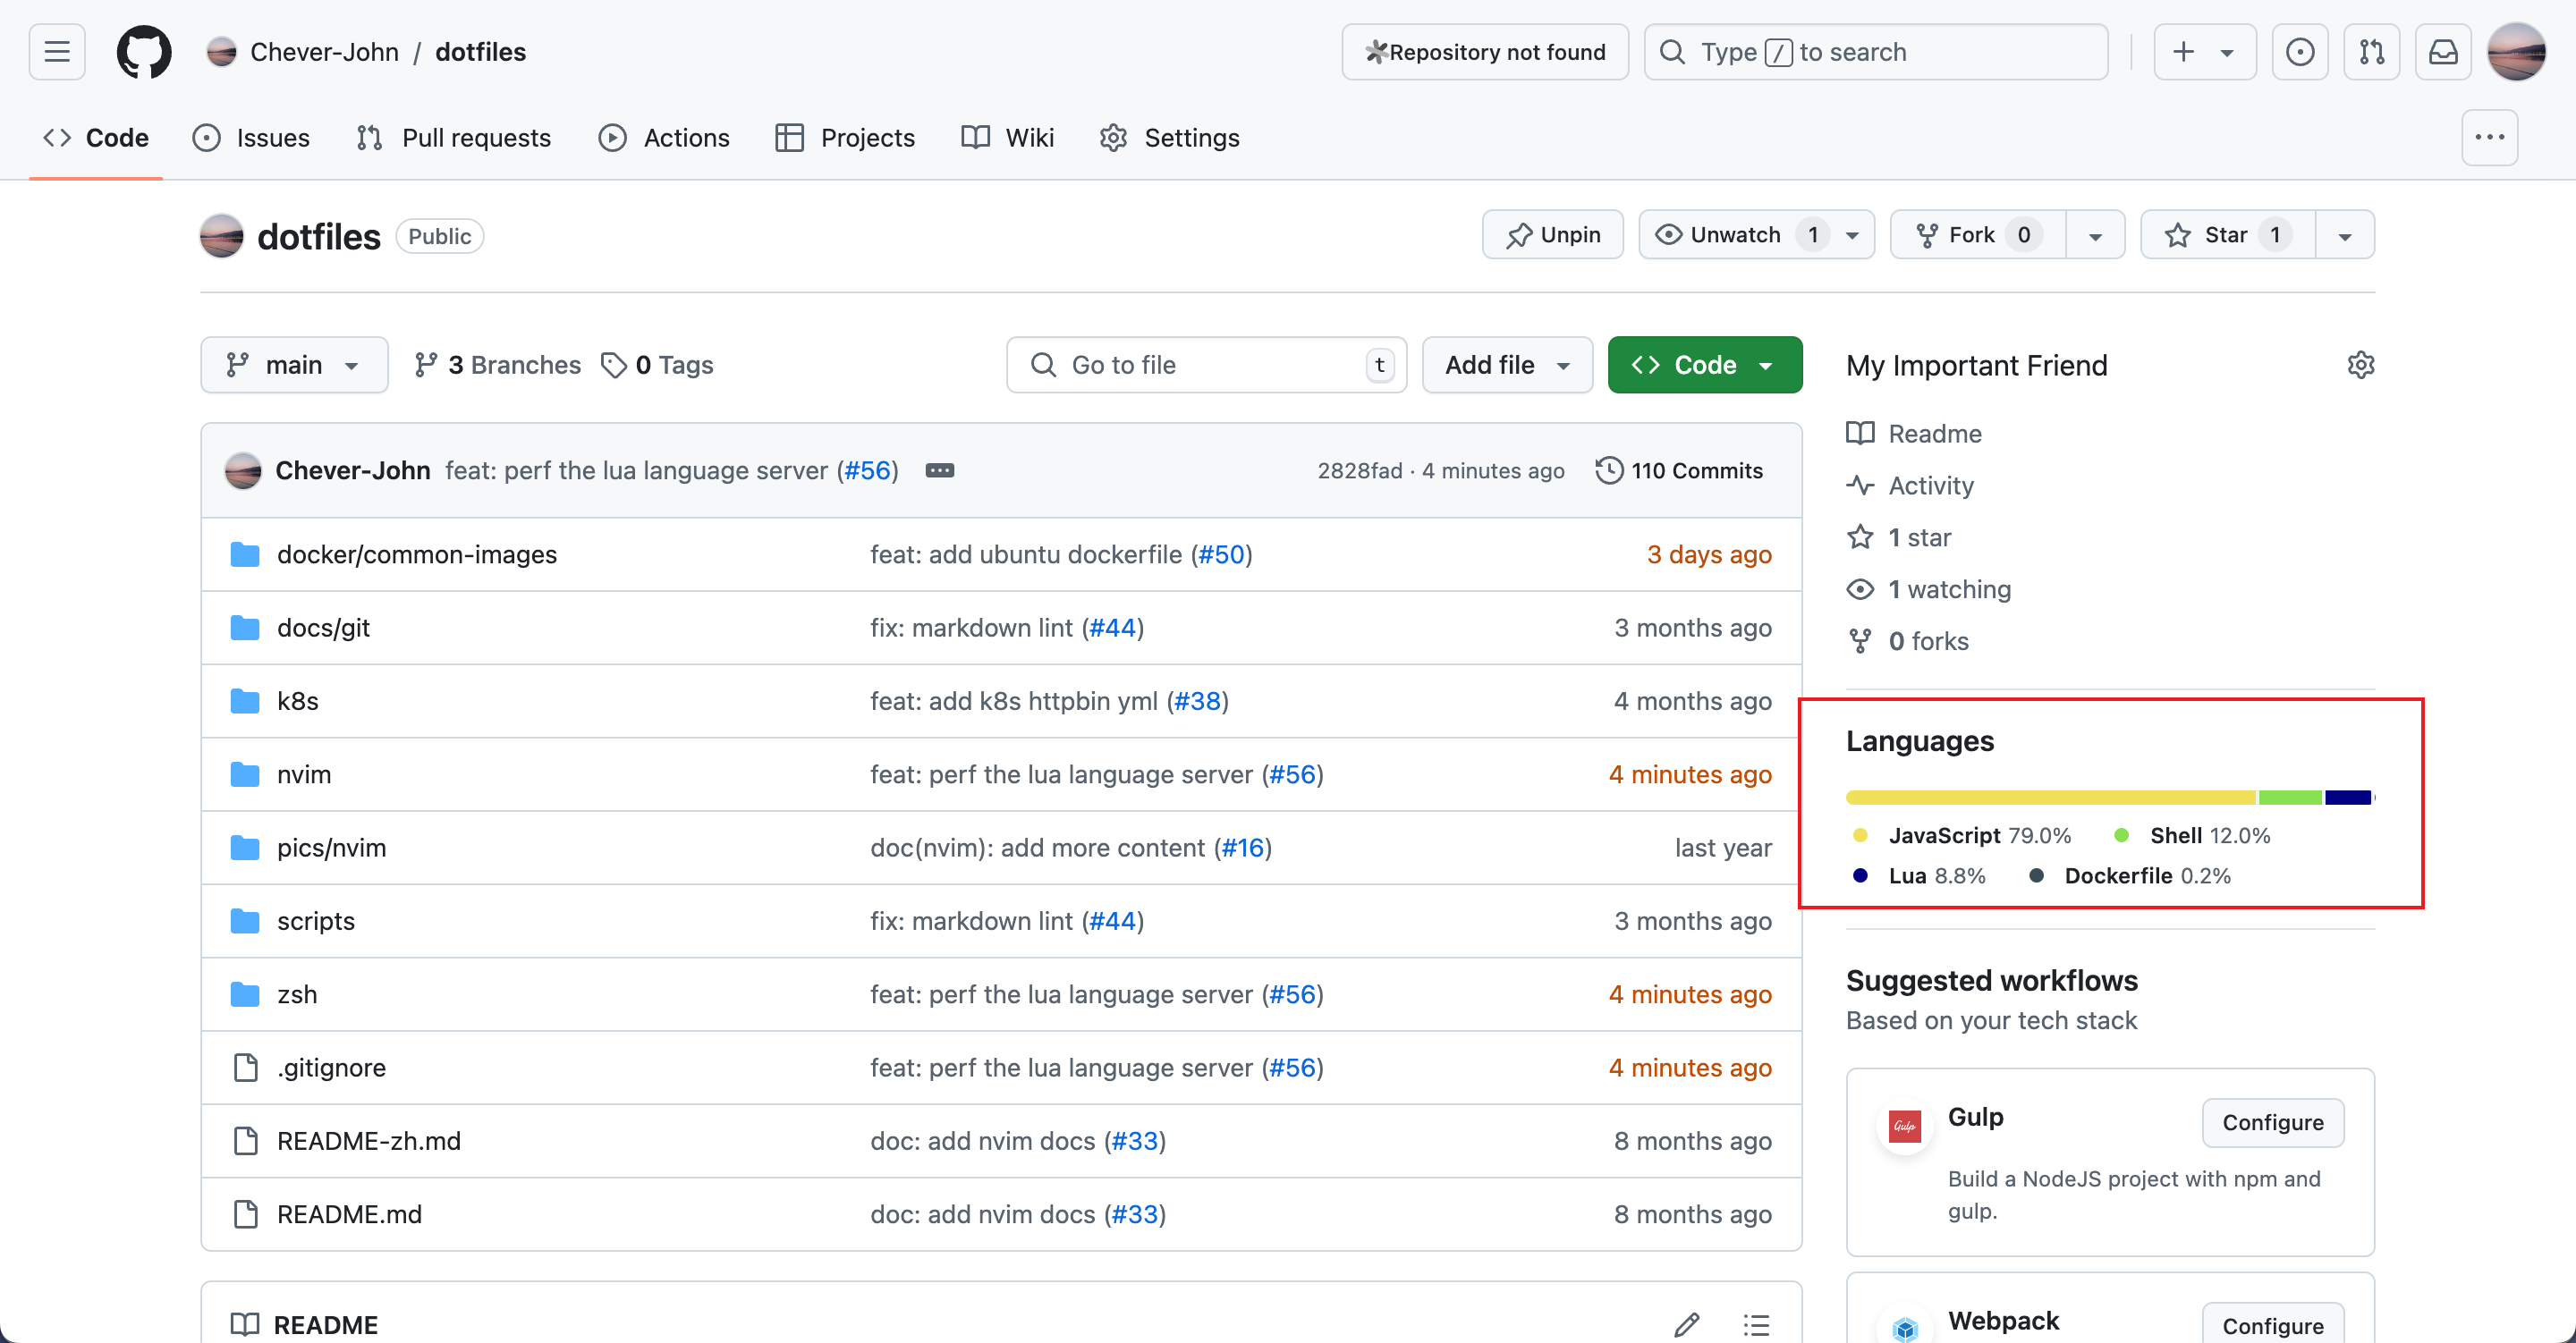 Chever-John / dotfiles
Repository not found
Type / to search
Code Issues Pull requests Actions Projects Wiki Settings
dotfiles Public
Unpin Unwatch 1 Fork 0 Star 1
main 3 Branches 0 Tags
Go to file t
Add file
Code
Chever-John feat: perf the lua language server (#56) 2828fad · 4 minutes ago 110 Commits
docker/common-images feat: add ubuntu dockerfile (#50) 3 days ago
docs/git fix: markdown lint (#44) 3 months ago
k8s feat: add k8s httpbin yml (#38) 4 months ago
nvim feat: perf the lua language server (#56) 4 minutes ago
pics/nvim doc(nvim): add more content (#16) last year
scripts fix: markdown lint (#44) 3 months ago
zsh feat: perf the lua language server (#56) 4 minutes ago
.gitignore feat: perf the lua language server (#56) 4 minutes ago
README-zh.md doc: add nvim docs (#33) 8 months ago
README.md doc: add nvim docs (#33) 8 months ago
README
My Important Friend
Readme
Activity
1 star
1 watching
0 forks
Languages
JavaScript 79.0% Shell 12.0%
Lua 8.8% Dockerfile 0.2%
Suggested workflows
Based on your tech stack
Gulp
Gulp Configure
Build a NodeJS project with npm and
gulp.
Webpack Configure